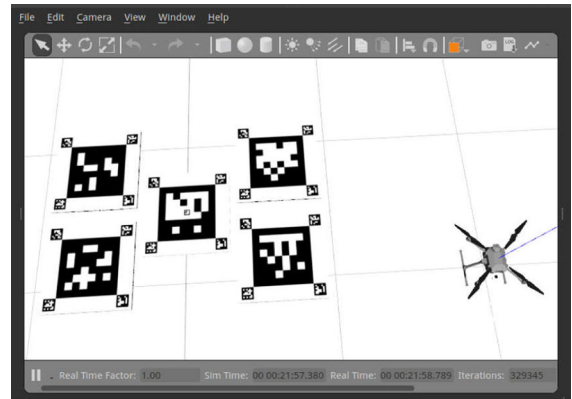 File Edit Camera View Window Help
Real Time Factor: 1.00 Sim Time: 00 00:21:57.380 Real Time: 00 00:21:58.789 Iterations: 329345